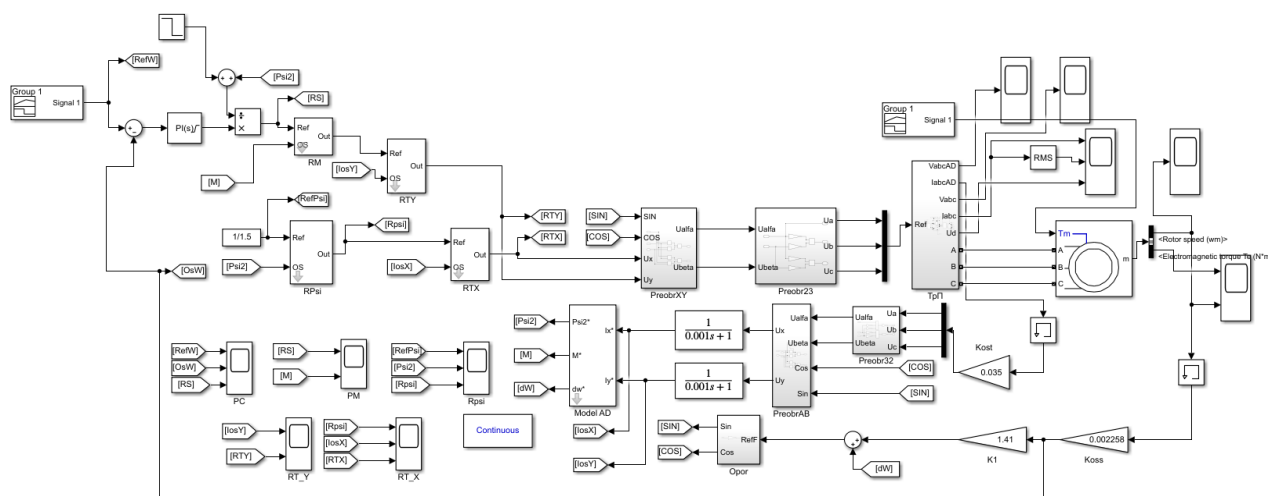 Group 1
Signal 1
[RefW]
+ +
[Psi2]
[RS]
÷
×
+
−
PI(s)
Ref
Out
OS
RM
[M]
[IosY]
Ref
Out
OS
RTY
[RefPsi]
1/1.5
Ref
Out
OS
RPsi
[Psi2]
[Rpsi]
[IosX]
Ref
Out
OS
RTX
[OsW]
[RTY]
[RTX]
[SIN]
[COS]
SIN
COS
Ux
Uy
Ualfa
Ubeta
PreobrXY
Ualfa
Ubeta
Ua
Ub
Uc
Preobr23
Group 1
Signal 1
Ref
VabcAD
IabcAD
Vabc
Iabc
Ud
A
B
C
ТрП
RMS
Tm
A
B
C
m
<Rotor speed (wm)>
<Electromagnetic torque Te (N*m
[Psi2]
[M]
[dW]
Psi2*
M*
dw*
Ix*
Iy*
Model AD
1
0.001s + 1
1
0.001s + 1
Ualfa
Ux
Ubeta
Uy
Cos
Sin
PreobrAB
Ua
Ualfa
Ub
Ubeta
Uc
Preobr32
[COS]
[SIN]
Kost
0.035
[RefW]
[OsW]
[RS]
PC
[RS]
[M]
PM
[RefPsi]
[Psi2]
[Rpsi]
Rpsi
[IosX]
[IosY]
[IosY]
[RTY]
RT_Y
[Rpsi]
[IosX]
[RTX]
RT_X
Continuous
[SIN]
[COS]
Sin
Cos
RefF
Opor
+
+
[dW]
1.41
K1
0.002258
Koss